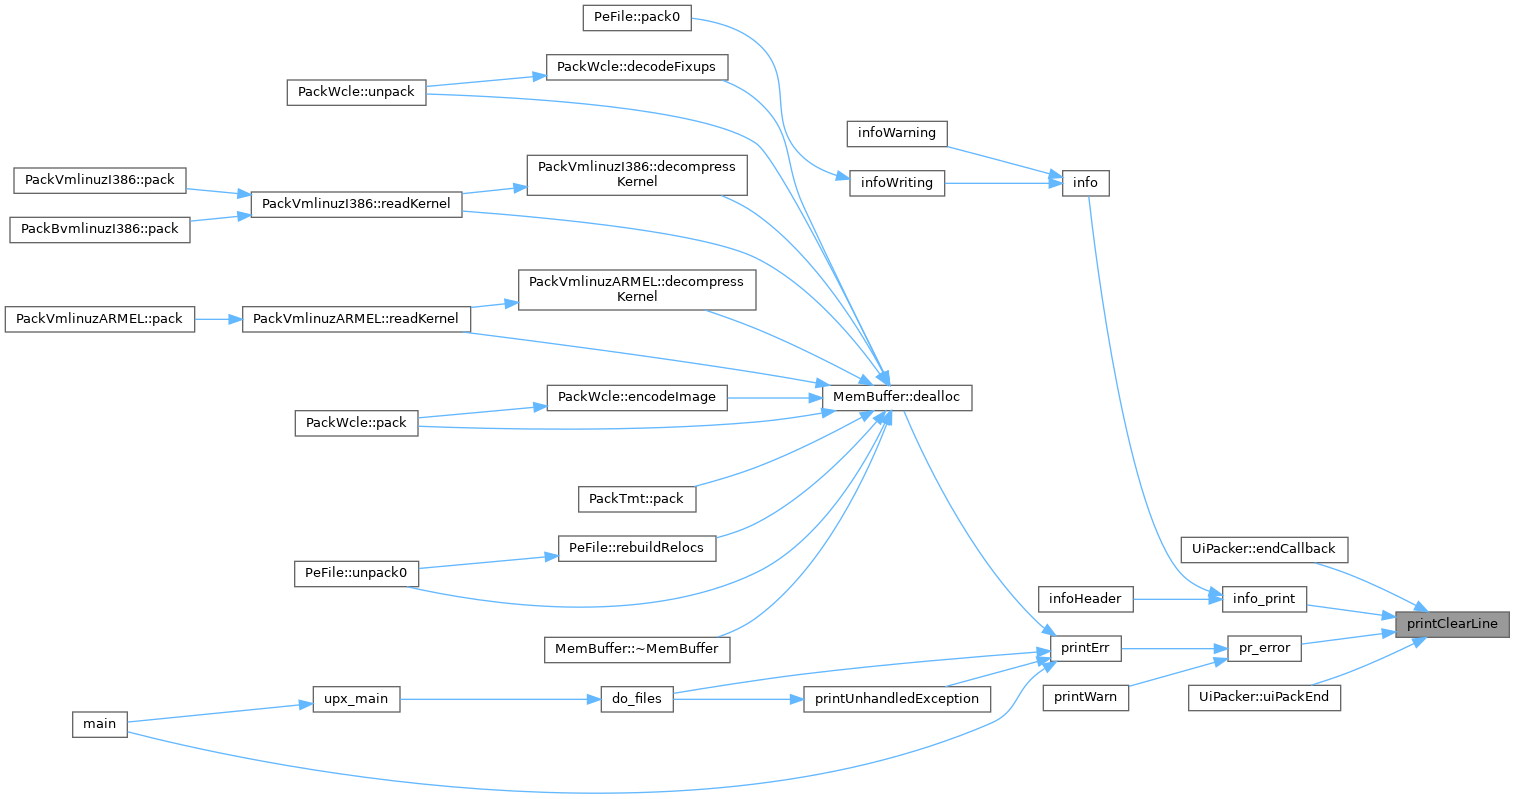 PeFile::pack0
PackWcle::decodeFixups
PackWcle::unpack
infoWarning
PackVmlinuzI386::decompress
Kernel
PackVmlinuzI386::pack
infoWriting
info
PackVmlinuzI386::readKernel
PackBvmlinuzI386::pack
PackVmlinuzARMEL::decompress
Kernel
PackVmlinuzARMEL::pack
PackVmlinuzARMEL::readKernel
PackWcle::encodeImage
MemBuffer::dealloc
PackWcle::pack
PackTmt::pack
PeFile::rebuildRelocs
UiPacker::endCallback
PeFile::unpack0
infoHeader
info_print
printClearLine
MemBuffer::~MemBuffer
printErr
pr_error
upx_main
do_files
printUnhandledException
printWarn
UiPacker::uiPackEnd
main